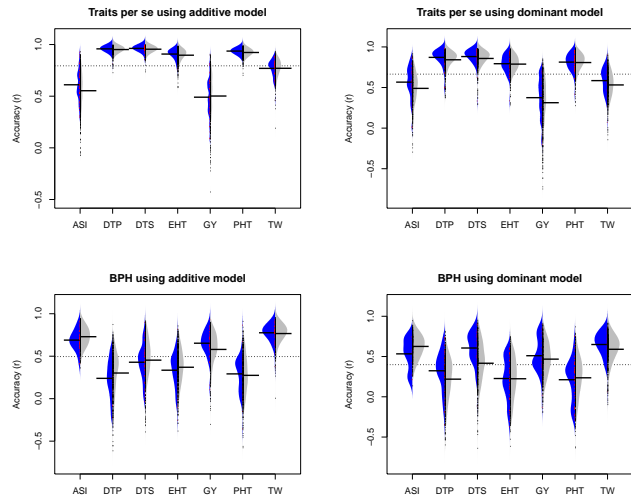 Traits per se using additive model
Accuracy (r)
1.0
0.5
0.0
−0.5
ASI DTP DTS EHT GY PHT TW
Traits per se using dominant model
Accuracy (r)
1.0
0.5
0.0
−0.5
ASI DTP DTS EHT GY PHT TW
BPH using additive model
Accuracy (r)
1.0
0.5
0.0
−0.5
ASI DTP DTS EHT GY PHT TW
BPH using dominant model
Accuracy (r)
1.0
0.5
0.0
−0.5
ASI DTP DTS EHT GY PHT TW